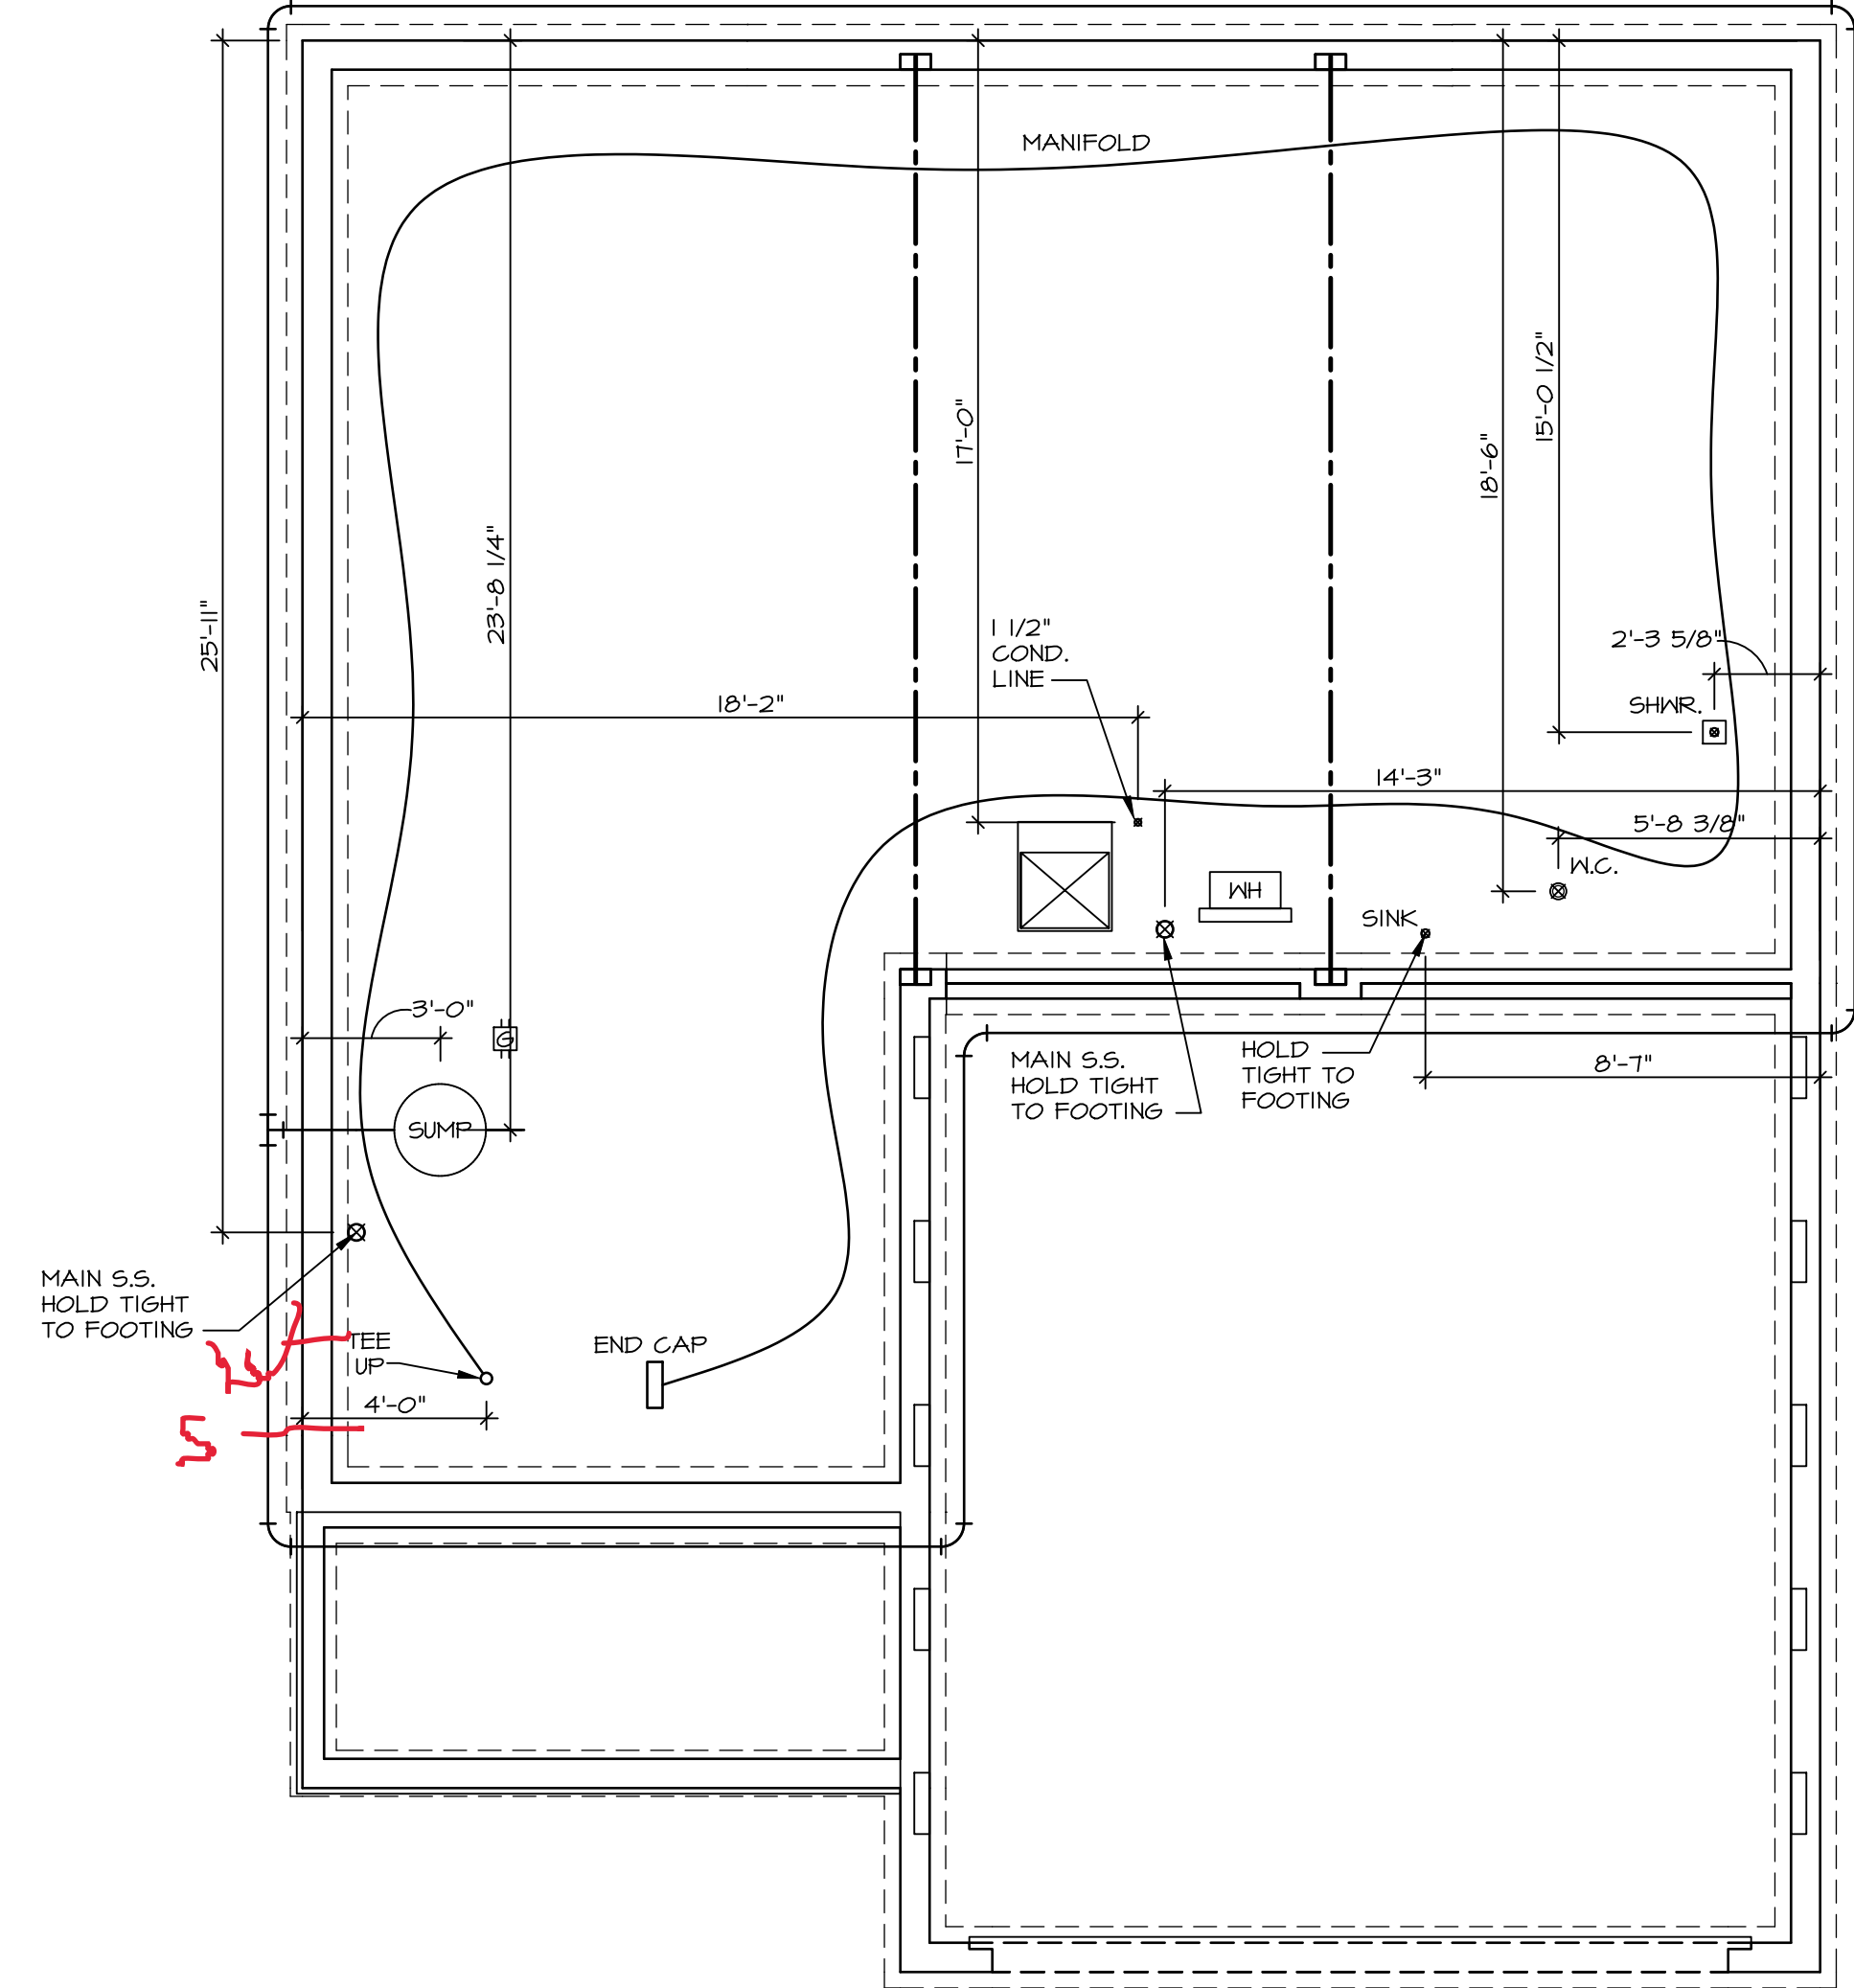 MANIFOLD
25'-11"
23'-8 1/4"
17'-0"
18'-6"
15'-0 1/2"
1 1/2"
COND.
LINE
2'-3 5/8"
SHWR.
18'-2"
14'-3"
5'-8 3/8"
W.C.
WH
SINK
3'-0"
G
SUMP
MAIN S.S.
HOLD TIGHT
TO FOOTING
HOLD
TIGHT TO
FOOTING
8'-7"
MAIN S.S.
HOLD TIGHT
TO FOOTING
TEE
UP
END CAP
4'-0"